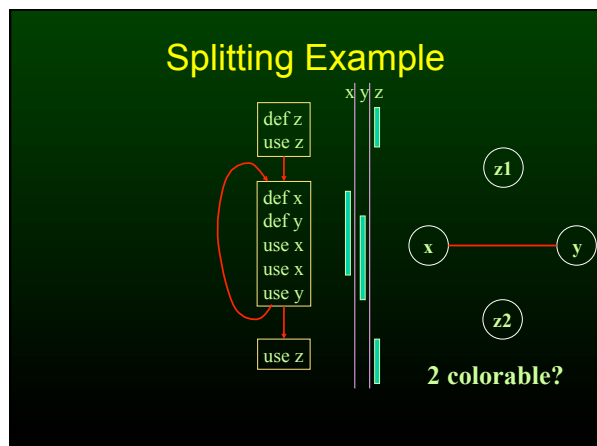 Splitting Example
x y z
def z
use z
def x
def y
use x
use x
use y
use z
z1
x
y
z2
2 colorable?